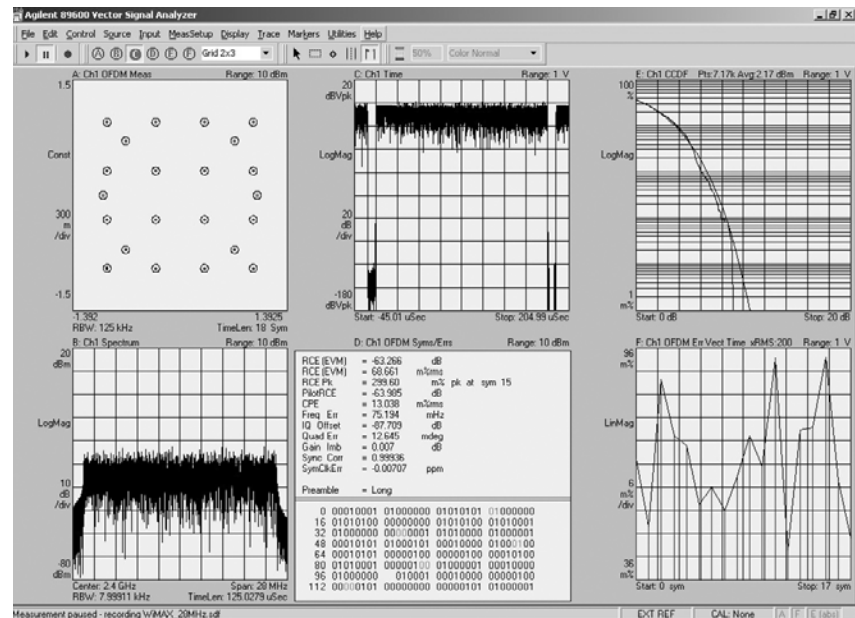 Agilent 89600 Vector Signal Analyzer
File Edit Control Source Input MeasSetup Display Trace Markers Utilities Help
A B C D E F Grid 2x3 50% Color Normal
A: Ch1 OFDM Meas Range: 10 dBm
1.5
Const
300
m
/div
-1.5
-1.392 1.3925
RBW: 125 kHz TimeLen: 18 Sym
C: Ch1 Time Range: 1 V
20
dBVpk
LogMag
20
dB
/div
-180
dBVpk
Start: -45.01 uSec Stop: 204.99 uSec
E: Ch1 CCDF Pts:7.17k Avg:2.17 dBm Range: 1 V
100
%
LogMag
1
m%
Start: 0 dB Stop: 20 dB
B: Ch1 Spectrum Range: 10 dBm
20
dBm
LogMag
10
dB
/div
-80
dBm
Center: 2.4 GHz Span: 28 MHz
RBW: 7.99911 kHz TimeLen: 125.0279 uSec
D: Ch1 OFDM Syms/Errs Range: 10 dBm
RCE (EVM) = -63.266 dB
RCE (EVM) = 68.661 m%rms
RCE Pk = 299.60 m% pk at sym 15
PilotRCE = -63.985 dB
CPE = 13.038 m%rms
Freq Err = 75.194 mHz
IQ Offset = -87.709 dB
Quad Err = 12.645 mdeg
Gain Imb = 0.007 dB
Sync Corr = 0.99936
SymClkErr = -0.00707 ppm
Preamble = Long
0 00010001 01000000 01010101 01000000
16 01010100 00000000 01010100 01010001
32 01000000 00000001 01010000 01000001
48 00010101 01000101 00010000 01000100
64 00010101 00000100 00000100 00010100
80 01010001 00000100 01000001 00000101
96 01000000 010001 00010000 00000100
112 00000101 00000000 00000101 01000001
F: Ch1 OFDM Err Vect Time xRMS:200 Range: 1 V
96
m%
LinMag
6
m%
/div
36
m%
Start: 0 sym Stop: 17 sym
Measurement paused - recording WiMAX_28MHz.sdf EXT REF CAL: None A F E (abs)